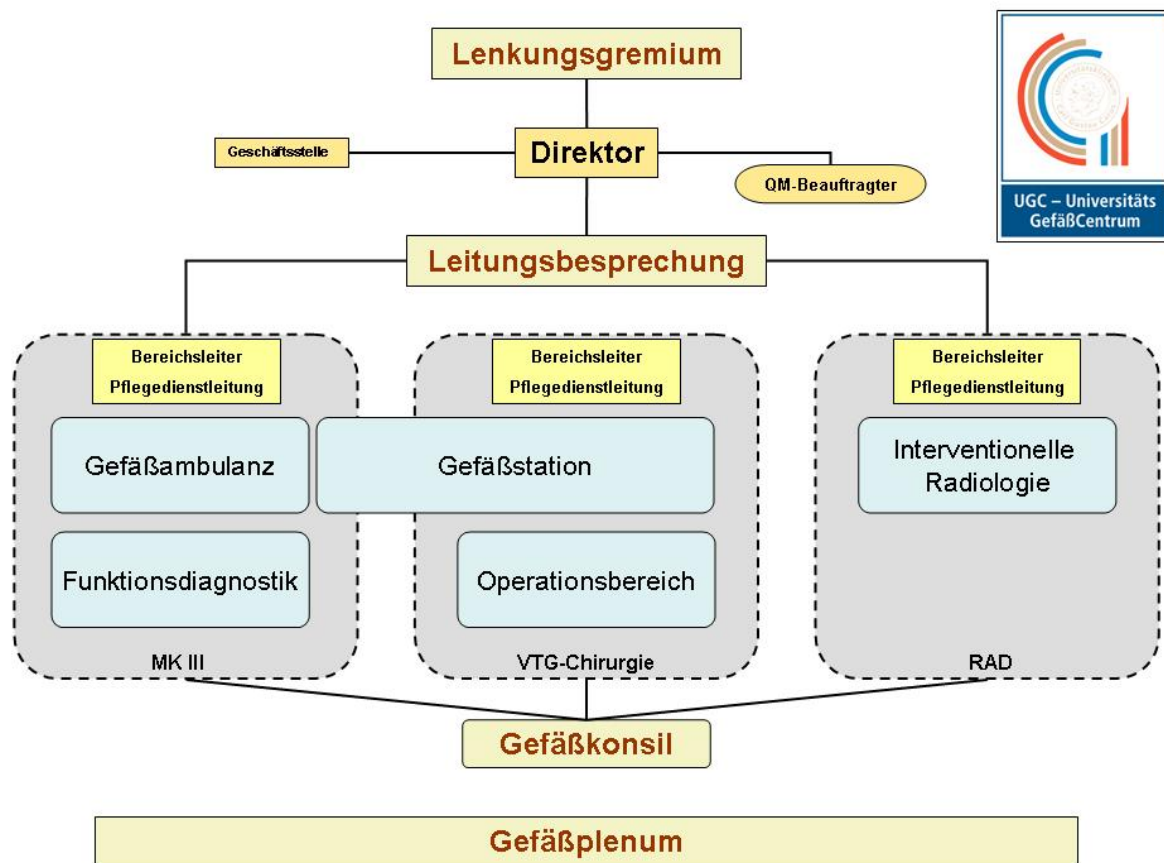 Lenkungsgremium
Geschäftsstelle
Direktor
QM-Beauftragter
UGC – Universitäts
GefäßCentrum
Leitungsbesprechung
Bereichsleiter
Pflegedienstleitung
Bereichsleiter
Pflegedienstleitung
Bereichsleiter
Pflegedienstleitung
Gefäßambulanz
Gefäßstation
Interventionelle
Radiologie
Funktionsdiagnostik
Operationsbereich
MK III
VTG-Chirurgie
RAD
Gefäßkonsil
Gefäßplenum